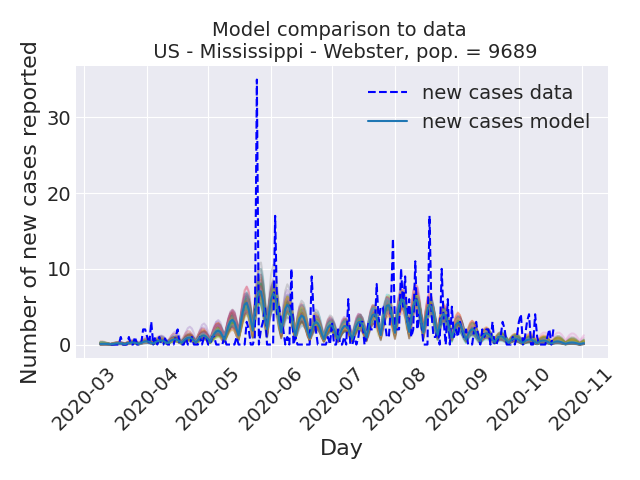 Model comparison to data
US - Mississippi - Webster, pop. = 9689
Number of new cases reported
30
20
10
0
new cases data
new cases model
2020-03
2020-04
2020-05
2020-06
2020-07
2020-08
2020-09
2020-10
2020-11
Day